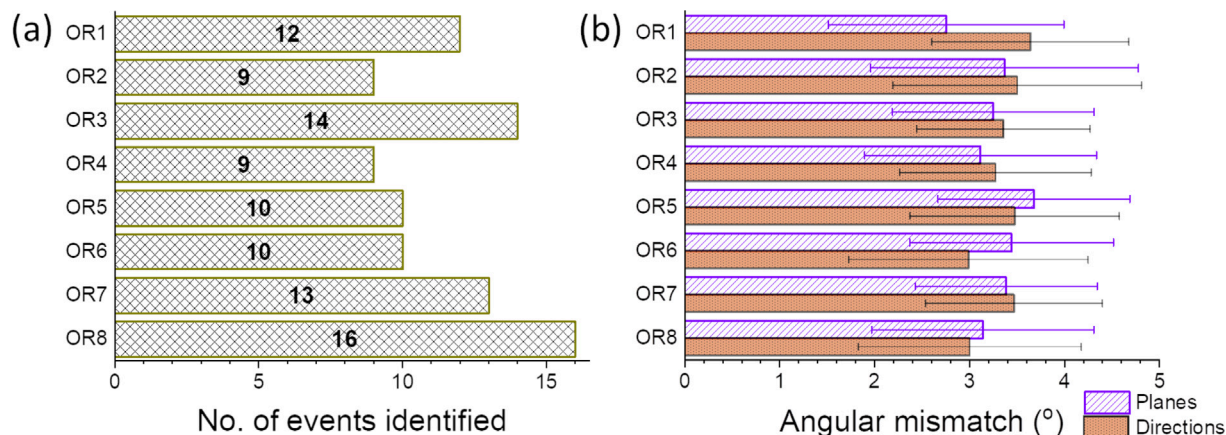 (a)
OR1
12
OR2
9
OR3
14
OR4
9
OR5
10
OR6
10
OR7
13
OR8
16
0 5 10 15
No. of events identified
(b)
OR1
OR2
OR3
OR4
OR5
OR6
OR7
OR8
0 2 3 4 5
Angular mismatch (°)
Planes
Directions